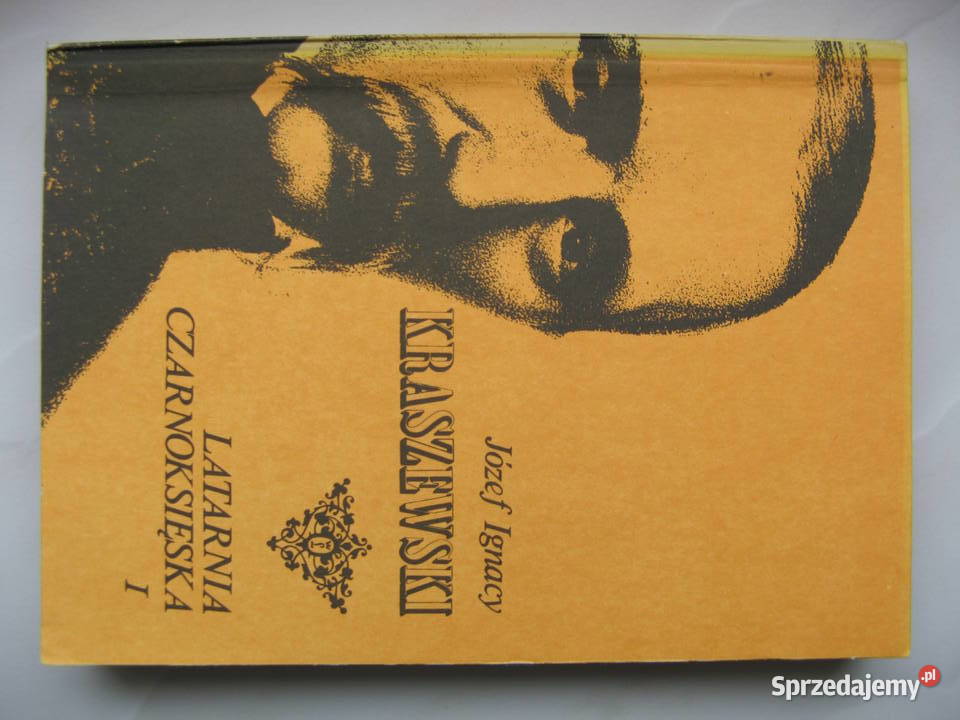 Józef Ignacy
KRASZEWSKI
LATARNIA
CZARNOKSIĘSKA
I
Sprzedajemy.pl